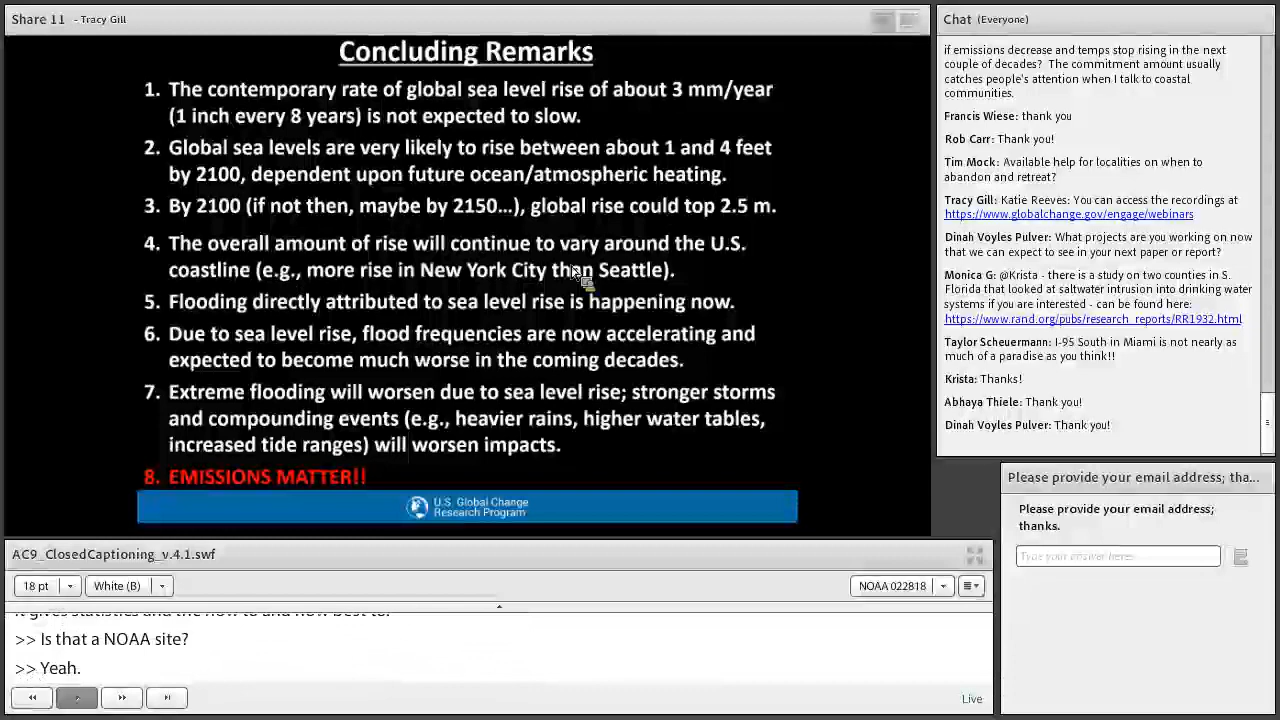 Share 11 - Tracy Gill
Concluding Remarks
1. The contemporary rate of global sea level rise of about 3 mm/year
(1 inch every 8 years) is not expected to slow.
2. Global sea levels are very likely to rise between about 1 and 4 feet
by 2100, dependent upon future ocean/atmospheric heating.
3. By 2100 (if not then, maybe by 2150...), global rise could top 2.5 m.
4. The overall amount of rise will continue to vary around the U.S.
coastline (e.g., more rise in New York City than Seattle).
5. Flooding directly attributed to sea level rise is happening now.
6. Due to sea level rise, flood frequencies are now accelerating and
expected to become much worse in the coming decades.
7. Extreme flooding will worsen due to sea level rise; stronger storms
and compounding events (e.g., heavier rains, higher water tables,
increased tide ranges) will worsen impacts.
8. EMISSIONS MATTER!!
U.S. Global Change
Research Program
Chat (Everyone)
if emissions decrease and temps stop rising in the next
couple of decades? The commitment amount usually
catches people's attention when I talk to coastal
communities.
Francis Wiese: thank you
Rob Carr: Thank you!
Tim Mock: Available help for localities on when to
abandon and retreat?
Tracy Gill: Katie Reeves: You can access the recordings at
https://www.globalchange.gov/engage/webinars
Dinah Voyles Pulver: What projects are you working on now
that we can expect to see in your next paper or report?
Monica G: @Krista - there is a study on two counties in S.
Florida that looked at saltwater intrusion into drinking water
systems if you are interested - can be found here:
https://www.rand.org/pubs/research_reports/RR1932.html
Taylor Scheuermann: I-95 South in Miami is not nearly as
much of a paradise as you think!!
Krista: Thanks!
Abhaya Thiele: Thank you!
Dinah Voyles Pulver: Thank you!
Please provide your email address; tha...
Please provide your email address;
thanks.
Type your answer here.
AC9_ClosedCaptioning_v.4.1.swf
18 pt White (B) NOAA 022818
It gives statistics and the how to and how best to.
>> Is that a NOAA site?
>> Yeah.
Live